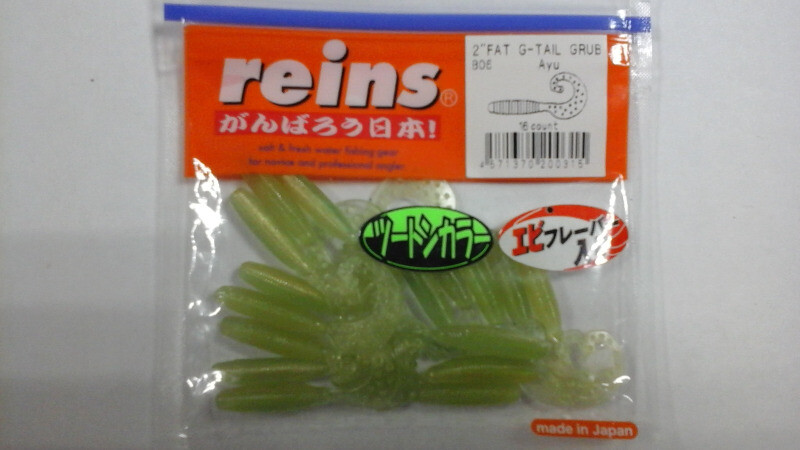 reins®
がんばろう日本!
salt & fresh water fishing gear
for novice and professional angler
2"FAT G-TAIL GRUB
806 Ayu
16 count
4571370200315
ツートンカラー
エビフレーバー
入
made in Japan